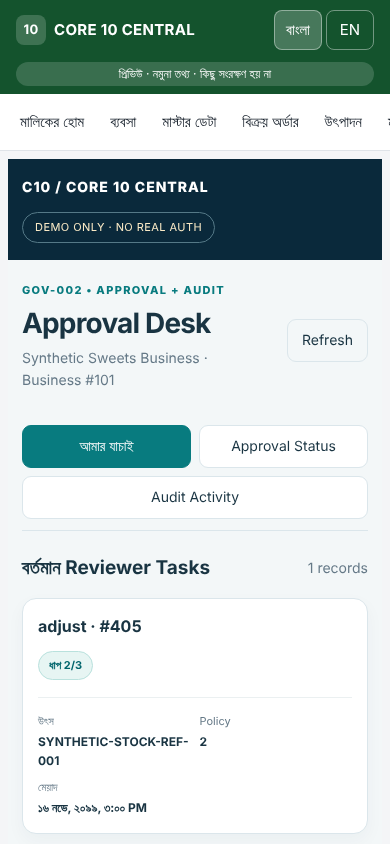 10 CORE 10 CENTRAL বাংলা EN
প্রিভিউ · নমুনা তথ্য · কিছু সংরক্ষণ হয় না
মালিকের হোম ব্যবসা মাস্টার ডেটা বিক্রয় অর্ডার উৎপাদন
C10 / CORE 10 CENTRAL
DEMO ONLY · NO REAL AUTH
GOV-002 • APPROVAL + AUDIT
Approval Desk
Refresh
Synthetic Sweets Business ·
Business #101
আমার যাচাই Approval Status
Audit Activity
বর্তমান Reviewer Tasks 1 records
adjust · #405
ধাপ 2/3
উৎস Policy
SYNTHETIC-STOCK-REF- 2
001
মেয়াদ
১৬ নভে, ২০৯৯, ৩:০০ PM